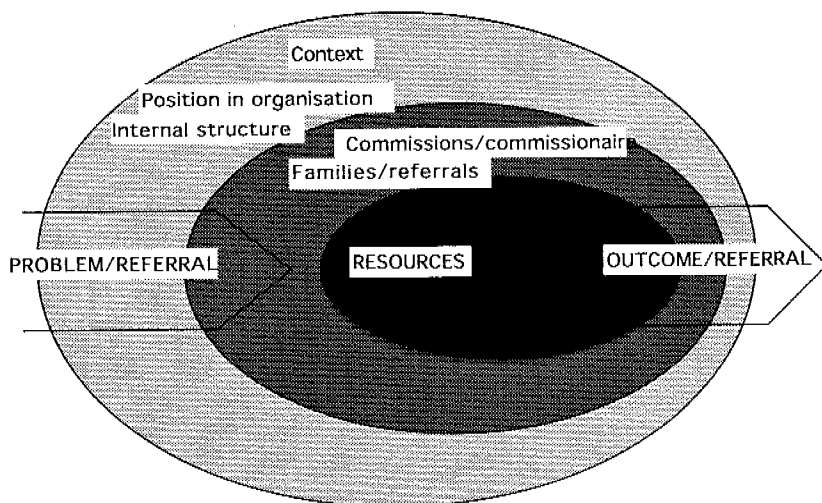 Context
Position in organisation
Internal structure
Commissions/commissionair
Families/referrals
PROBLEM/REFERRAL
RESOURCES
OUTCOME/REFERRAL